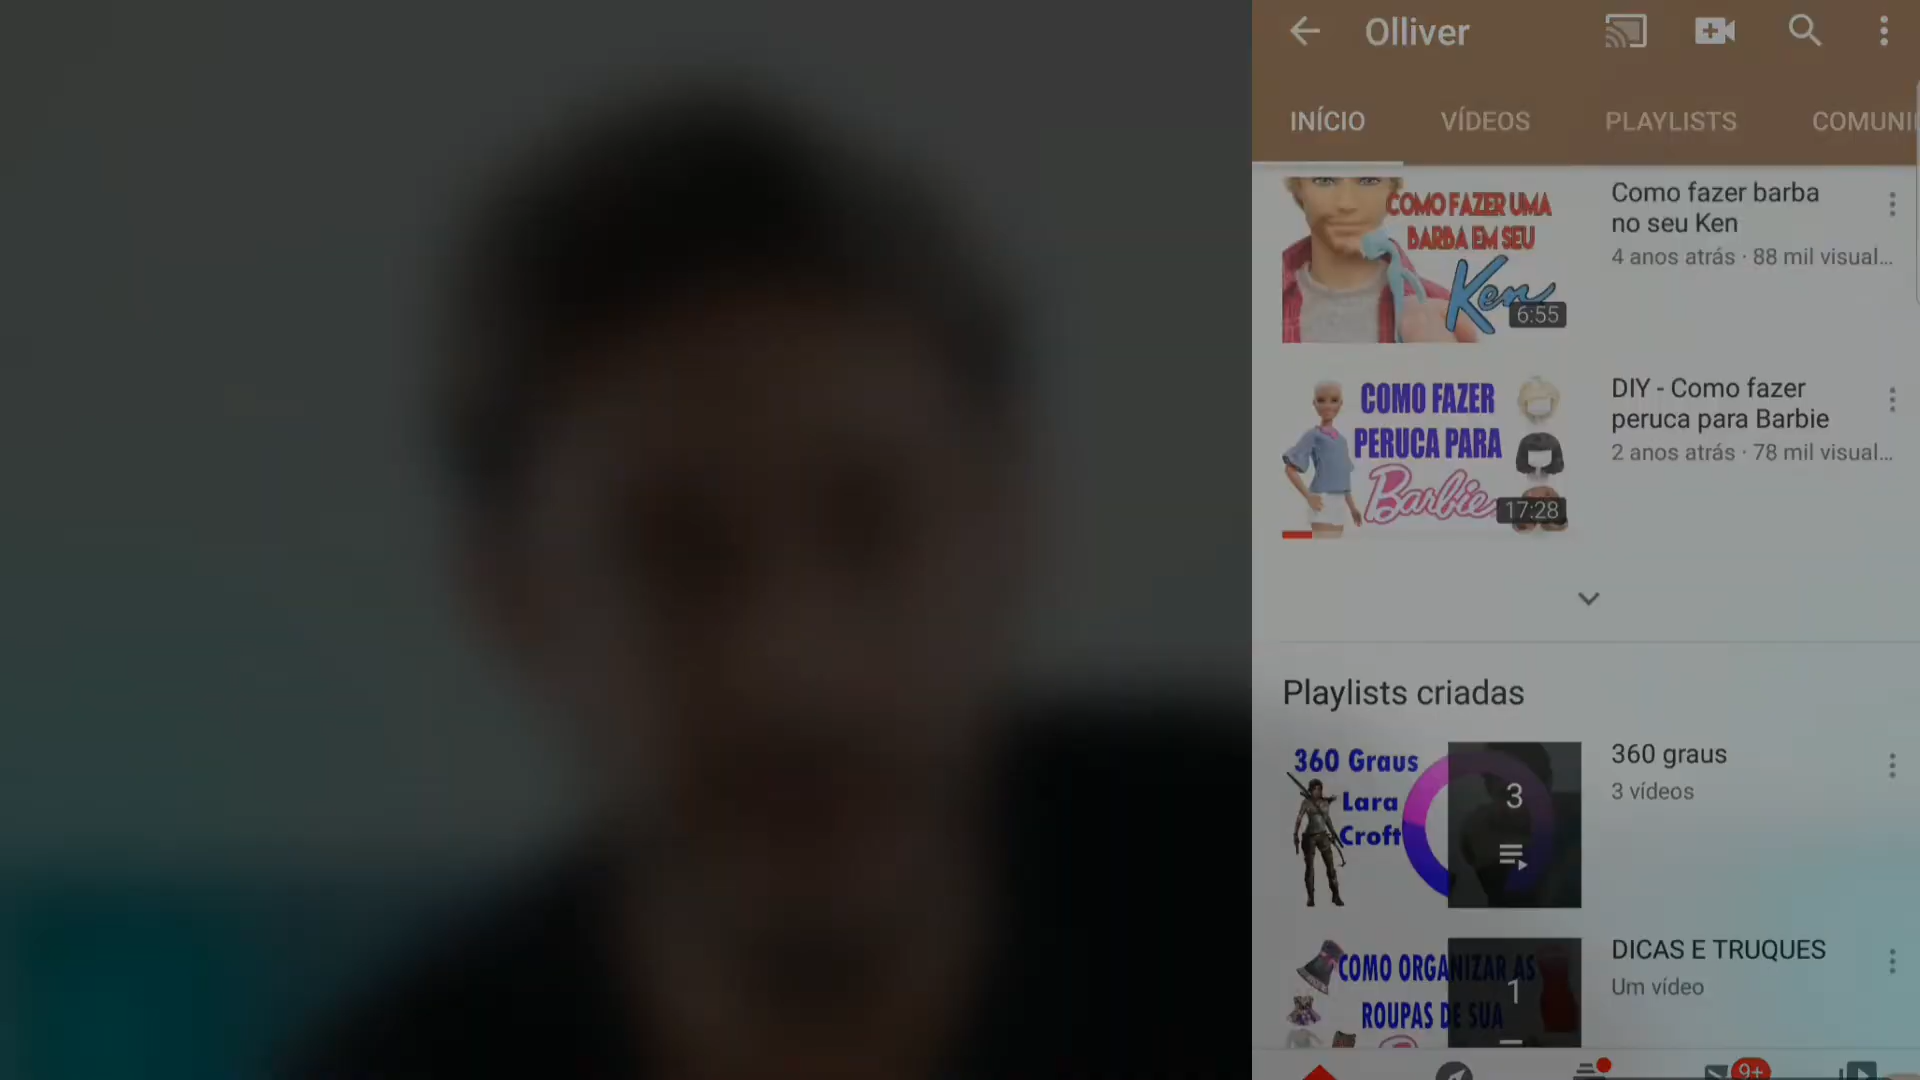 Olliver
INÍCIO VÍDEOS PLAYLISTS COMUNI
COMO FAZER UMA
BARBA EM SEU
Ken
6:55
Como fazer barba
no seu Ken
4 anos atrás · 88 mil visual...
COMO FAZER
PERUCA PARA
Barbie
17:28
DIY - Como fazer
peruca para Barbie
2 anos atrás · 78 mil visual...
Playlists criadas
360 Graus
Lara
Croft
3
360 graus
3 vídeos
COMO ORGANIZAR AS
ROUPAS DE SUA
1
DICAS E TRUQUES
Um vídeo
9+